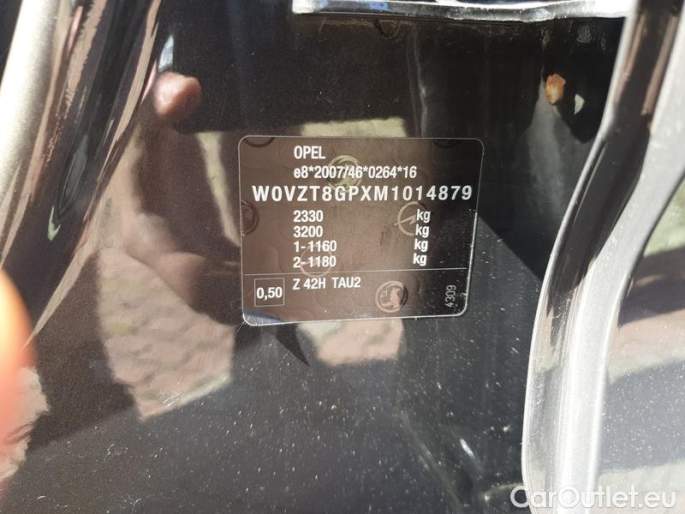 OPEL
e8*2007/46*0264*16
W0VZT8GPXM1014879
2330 kg
3200 kg
1-1160 kg
2-1180 kg
0,50 Z 42H TAU2
4309
CarOutlet.eu